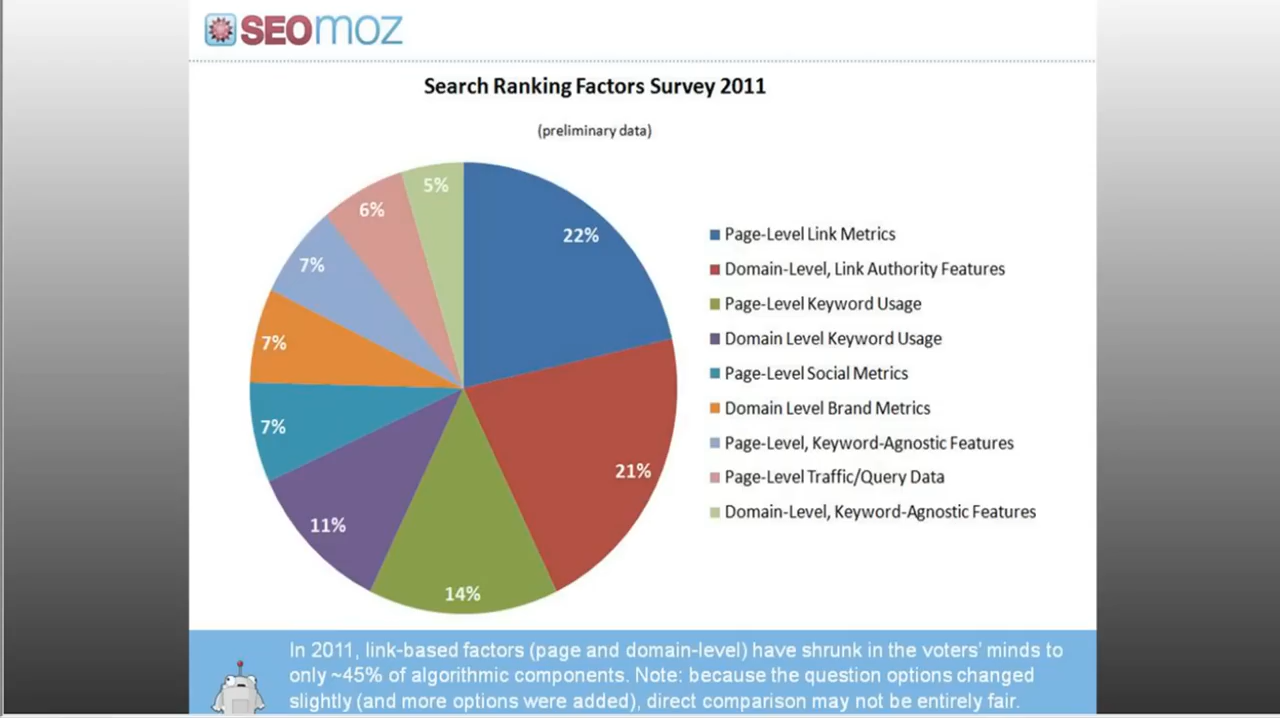 SEOmoz
Search Ranking Factors Survey 2011
(preliminary data)
5%
6%
22%
7%
7%
7%
21%
11%
14%
Page-Level Link Metrics
Domain-Level, Link Authority Features
Page-Level Keyword Usage
Domain Level Keyword Usage
Page-Level Social Metrics
Domain Level Brand Metrics
Page-Level, Keyword-Agnostic Features
Page-Level Traffic/Query Data
Domain-Level, Keyword-Agnostic Features
In 2011, link-based factors (page and domain-level) have shrunk in the voters' minds to
only ~45% of algorithmic components. Note: because the question options changed
slightly (and more options were added), direct comparison may not be entirely fair.